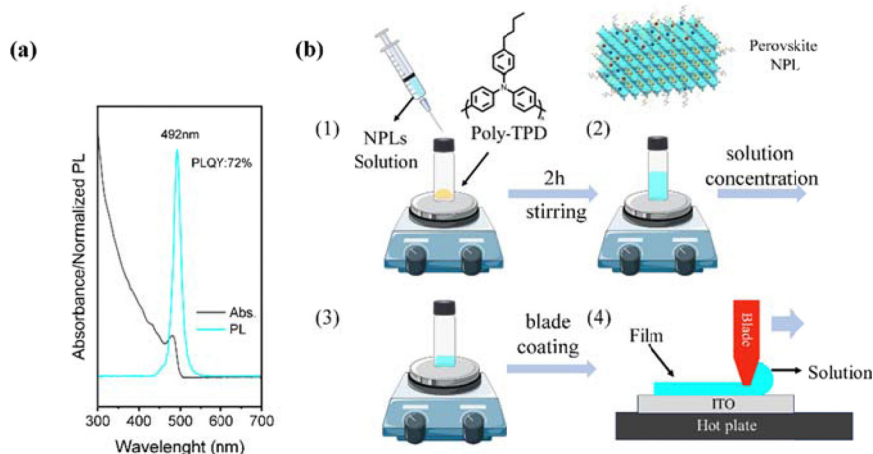 (a)
492nm
PLQY:72%
Absorbance/Normalized PL
Abs.
PL
300 400 500 600 700
Wavelenght (nm)
(b)
Perovskite
NPL
(1)
NPLs
Solution
N
n
Poly-TPD
2h
stirring
(2)
solution
concentration
(3)
blade
coating
(4)
Blade
Film
Solution
ITO
Hot plate